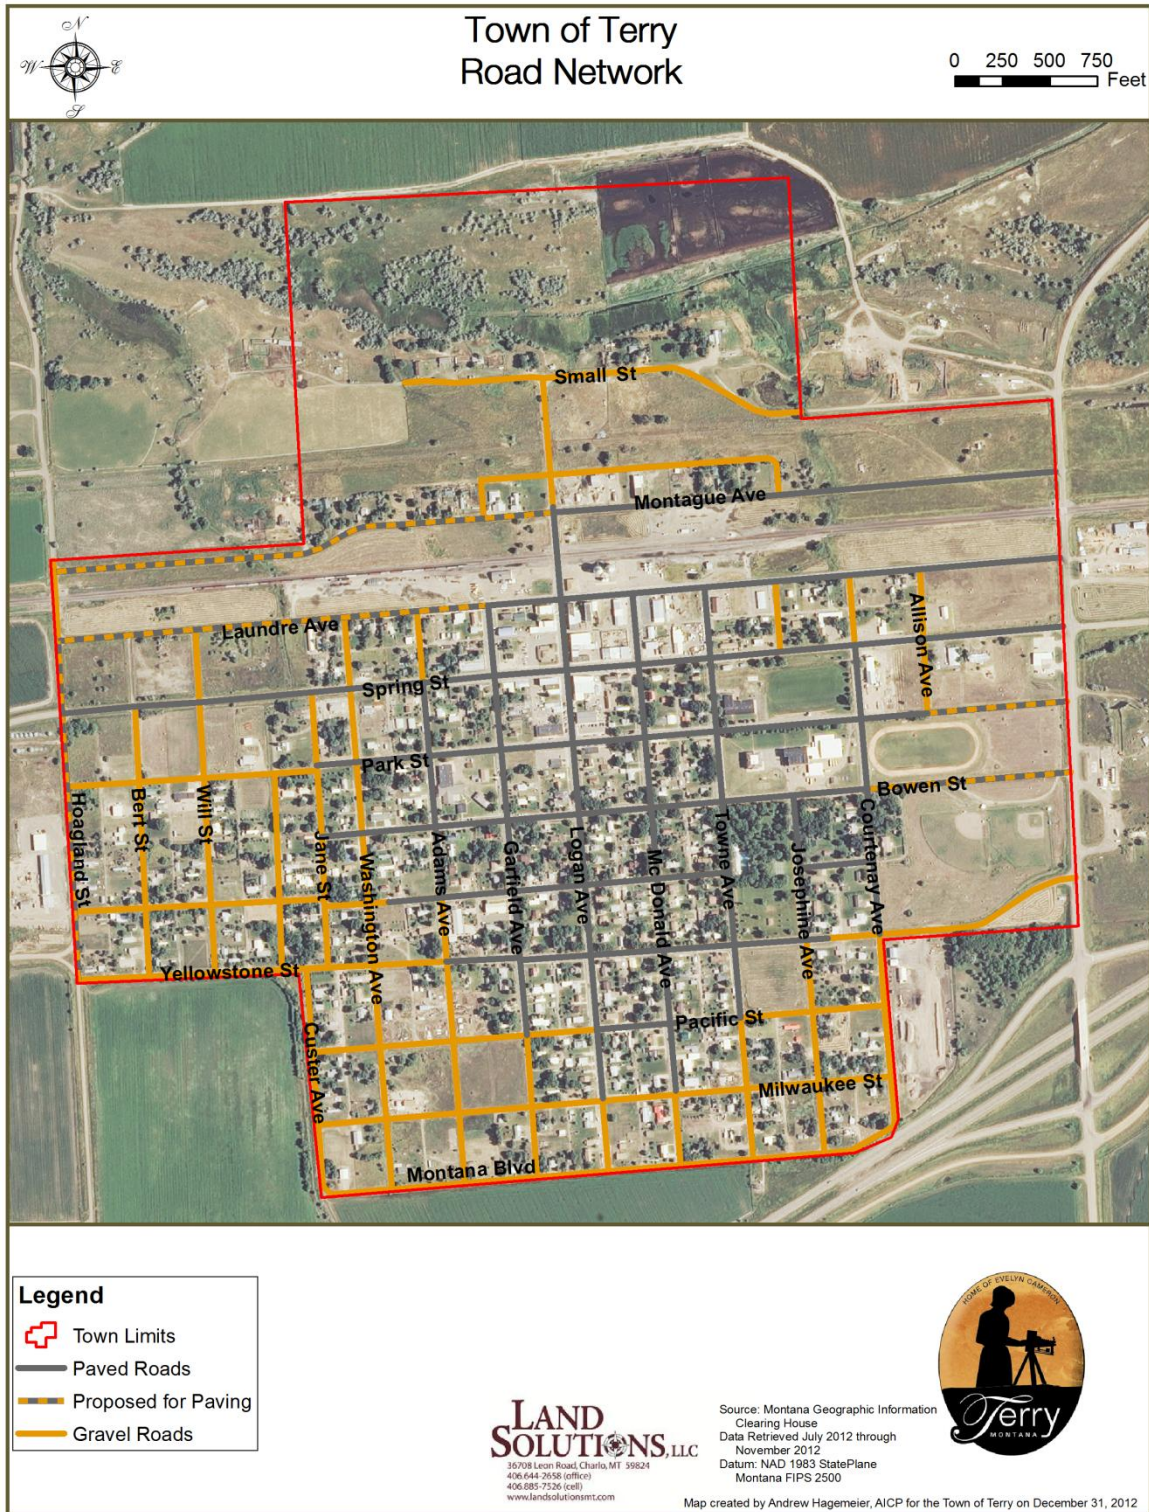 Town of Terry
Road Network
N
W
E
S
0 250 500 750
Feet
Small St
Montague Ave
Laundre Ave
Allison Ave
Spring St
Park St
Bowen St
Hoagland St
Bert St
Will St
Jane St
Washington Ave
Adams Ave
Garfield Ave
Logan Ave
Mc Donald Ave
Towne Ave
Josephine Ave
Courtenay Ave
Yellowstone St
Custer Ave
Pacific St
Milwaukee St
Montana Blvd
Legend
Town Limits
Paved Roads
Proposed for Paving
Gravel Roads
LAND
SOLUTIONS, LLC
36708 Leon Road, Charlo, MT 59824
406.644-2658 (office)
406.885-7526 (cell)
www.landsolutionsmt.com
Source: Montana Geographic Information
Clearing House
Data Retrieved July 2012 through
November 2012
Datum: NAD 1983 StatePlane
Montana FIPS 2500
HOME OF EVELYN CAMERON
Terry
MONTANA
Map created by Andrew Hagemeier, AICP for the Town of Terry on December 31, 2012